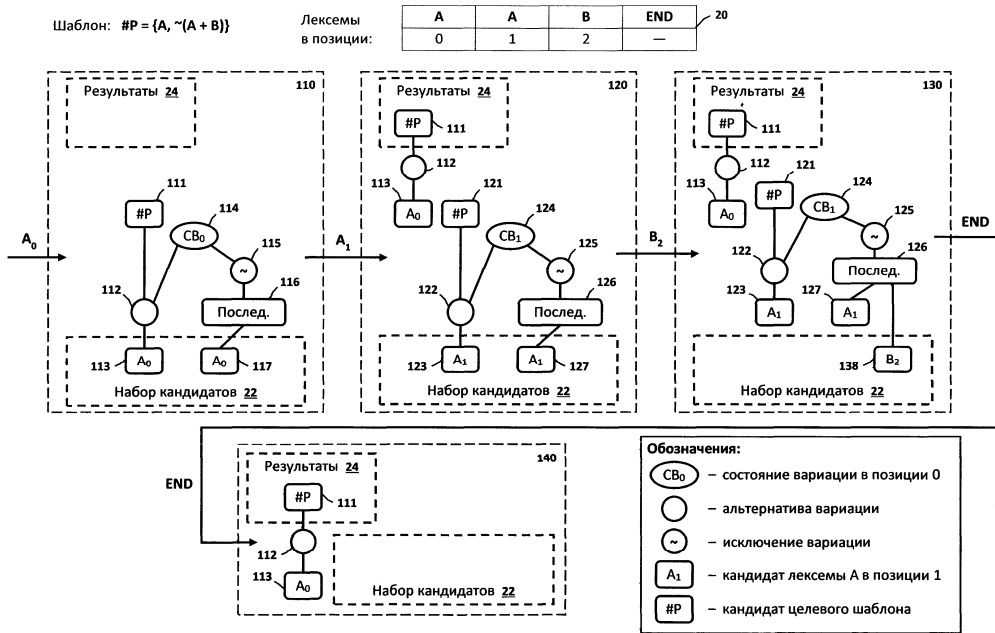 Шаблон: #P = {A, ~(A + B)}
Лексемы в позиции:
A A B END
0 1 2 —
20
110
Результаты 24
111
#P
114
СВ₀
115
~
116
Послед.
112
113
A₀
A₀
117
Набор кандидатов 22
A₀
A₁
120
Результаты 24
#P
111
112
113
A₀
121
#P
124
СВ₁
125
~
126
Послед.
122
123
A₁
A₁
127
Набор кандидатов 22
B₂
130
Результаты 24
#P
111
112
113
A₀
121
#P
124
СВ₁
125
~
126
Послед.
122
123
A₁
127
A₁
138
B₂
Набор кандидатов 22
END
END
140
Результаты 24
#P
111
112
113
A₀
Набор кандидатов 22
Обозначения:
СВ₀ – состояние вариации в позиции 0
– альтернатива вариации
~ – исключение вариации
A₁ – кандидат лексемы А в позиции 1
#P – кандидат целевого шаблона